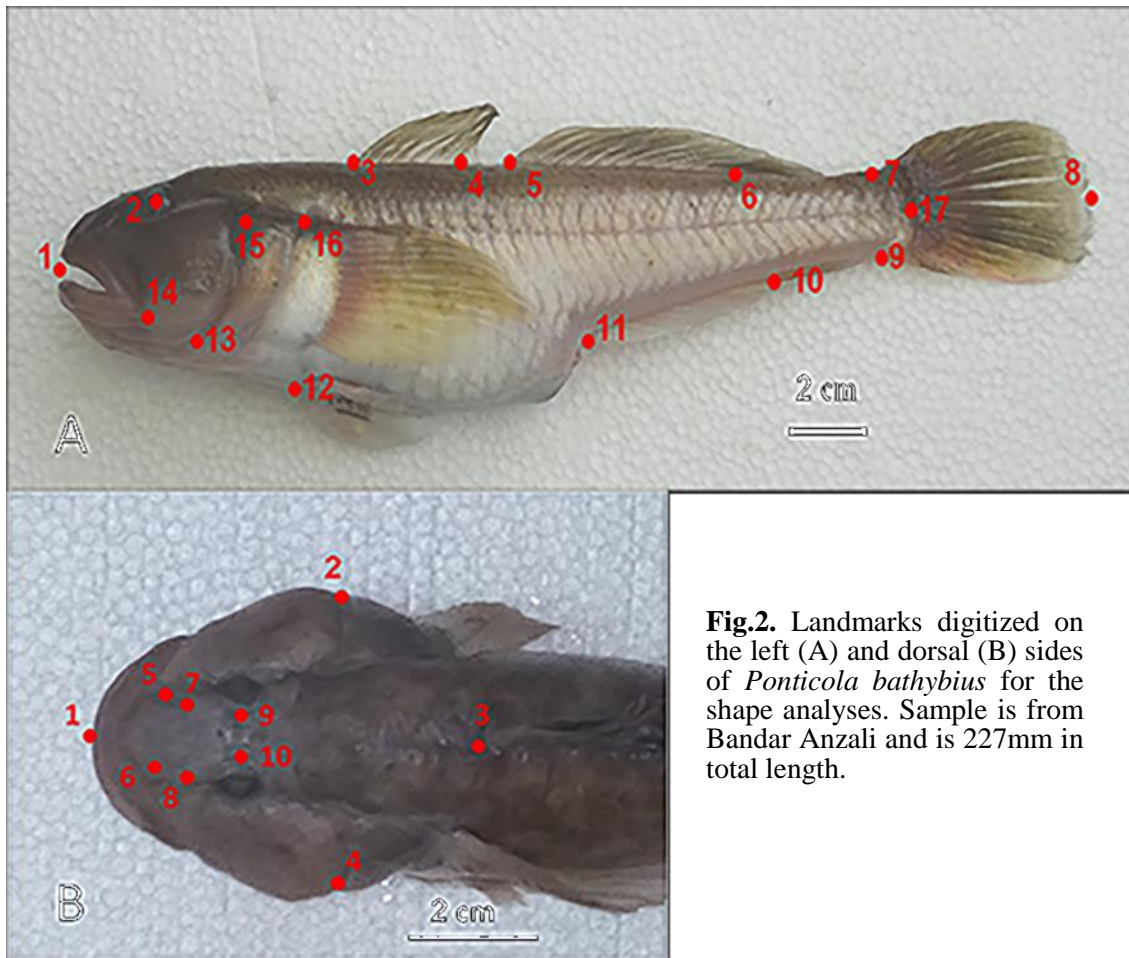 3
4
5
6
7
8
2
15
16
17
1
9
14
10
13
11
12
2 cm
A
2
5
7
1
9
3
10
6
8
4
B
2 cm
Fig.2. Landmarks digitized on
the left (A) and dorsal (B) sides
of Ponticola bathybius for the
shape analyses. Sample is from
Bandar Anzali and is 227mm in
total length.